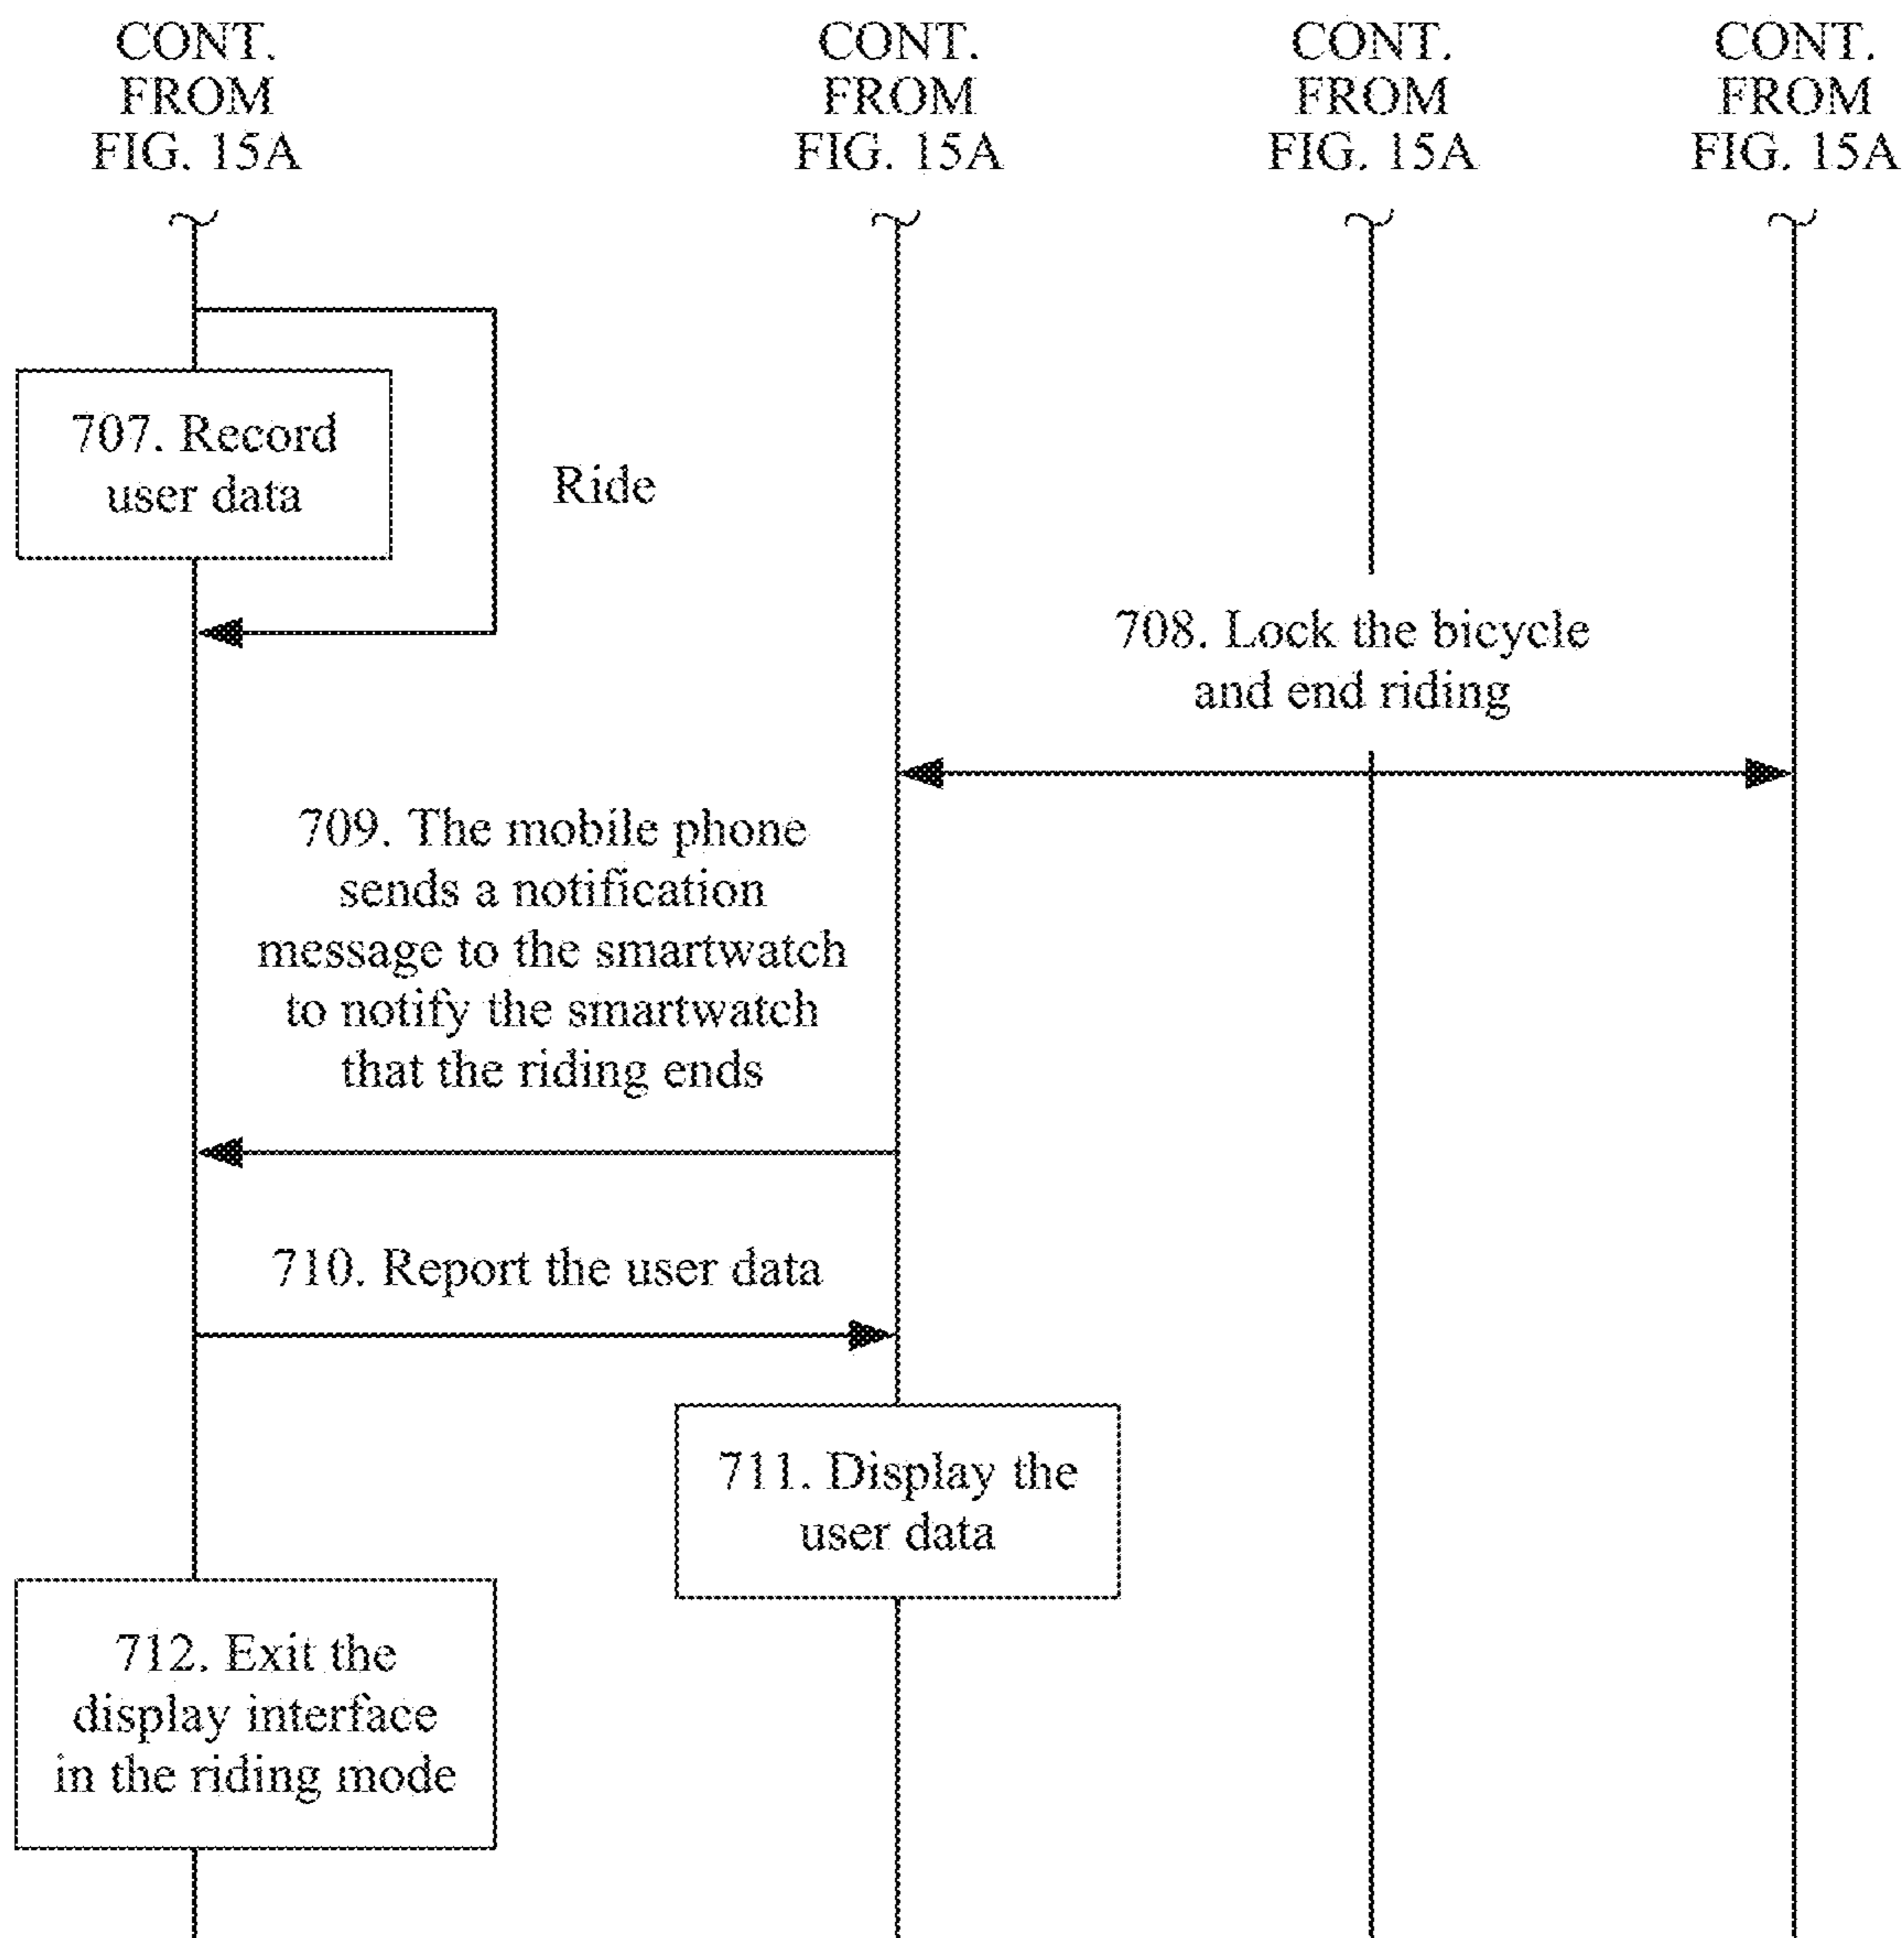 CONT.
FROM
FIG. 15A
CONT.
FROM
FIG. 15A
CONT.
FROM
FIG. 15A
CONT.
FROM
FIG. 15A
707. Record
user data
Ride
708. Lock the bicycle
and end riding
709. The mobile phone
sends a notification
message to the smartwatch
to notify the smartwatch
that the riding ends
710. Report the user data
711. Display the
user data
712. Exit the
display interface
in the riding mode